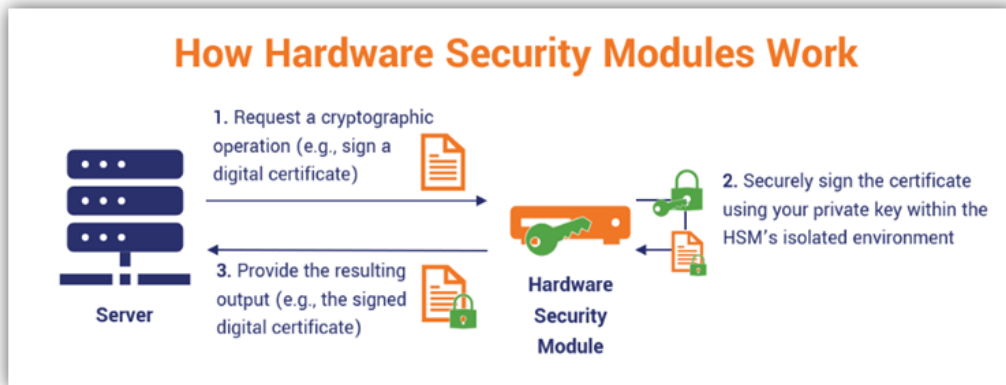 How Hardware Security Modules Work
1. Request a cryptographic
operation (e.g., sign a
digital certificate)
2. Securely sign the certificate
using your private key within the
HSM's isolated environment
3. Provide the resulting
output (e.g., the signed
digital certificate)
Server
Hardware
Security
Module